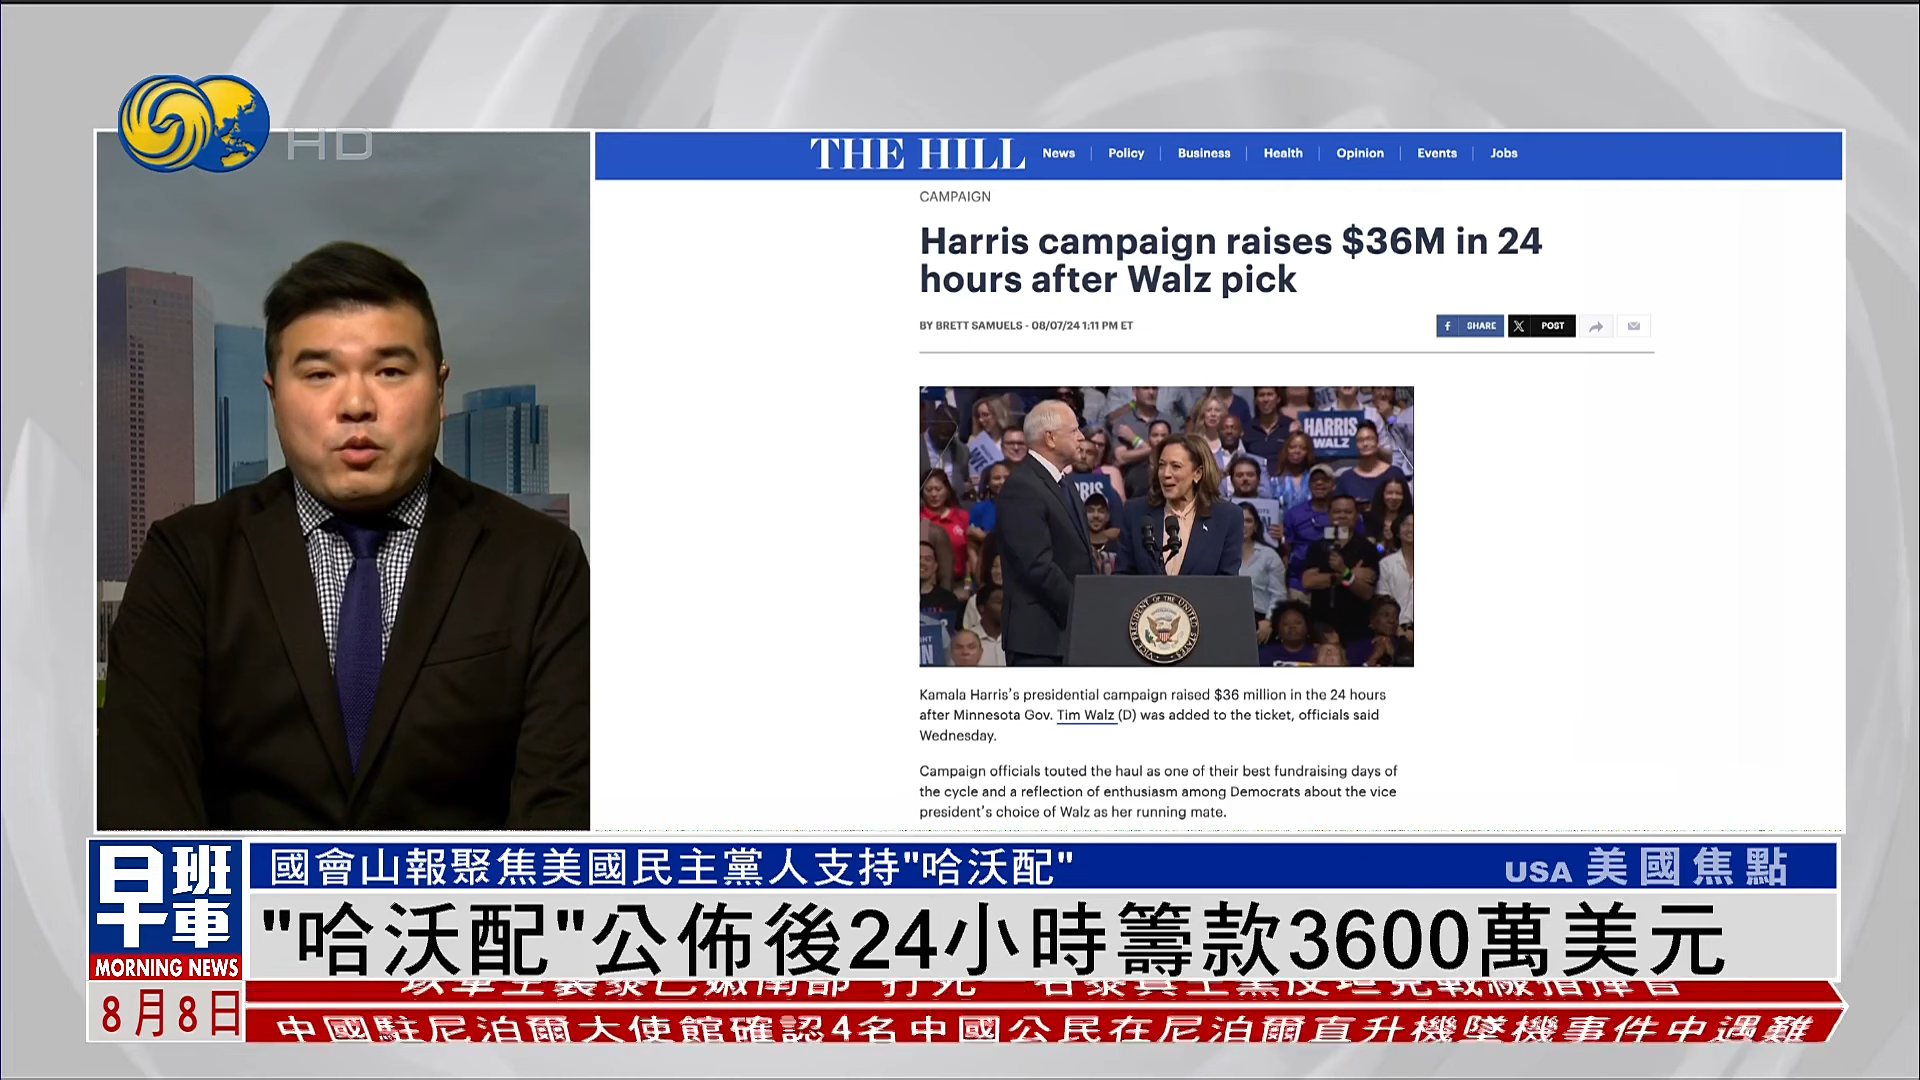 HD
THE HILL
News
Policy
Business
Health
Opinion
Events
Jobs
CAMPAIGN
Harris campaign raises $36M in 24
hours after Walz pick
BY BRETT SAMUELS - 08/07/24 1:11 PM ET
SHARE
POST
HARRIS
WALZ
VICE PRESIDENT OF THE UNITED STATES
Kamala Harris's presidential campaign raised $36 million in the 24 hours
after Minnesota Gov. Tim Walz (D) was added to the ticket, officials said
Wednesday.
Campaign officials touted the haul as one of their best fundraising days of
the cycle and a reflection of enthusiasm among Democrats about the vice
president's choice of Walz as her running mate.
早班車
MORNING NEWS
8月8日
國會山報聚焦美國民主黨人支持"哈沃配"
USA 美國焦點
"哈沃配"公佈後24小時籌款3600萬美元
中國駐尼泊爾大使館確認4名中國公民在尼泊爾直升機墜機事件中遇難